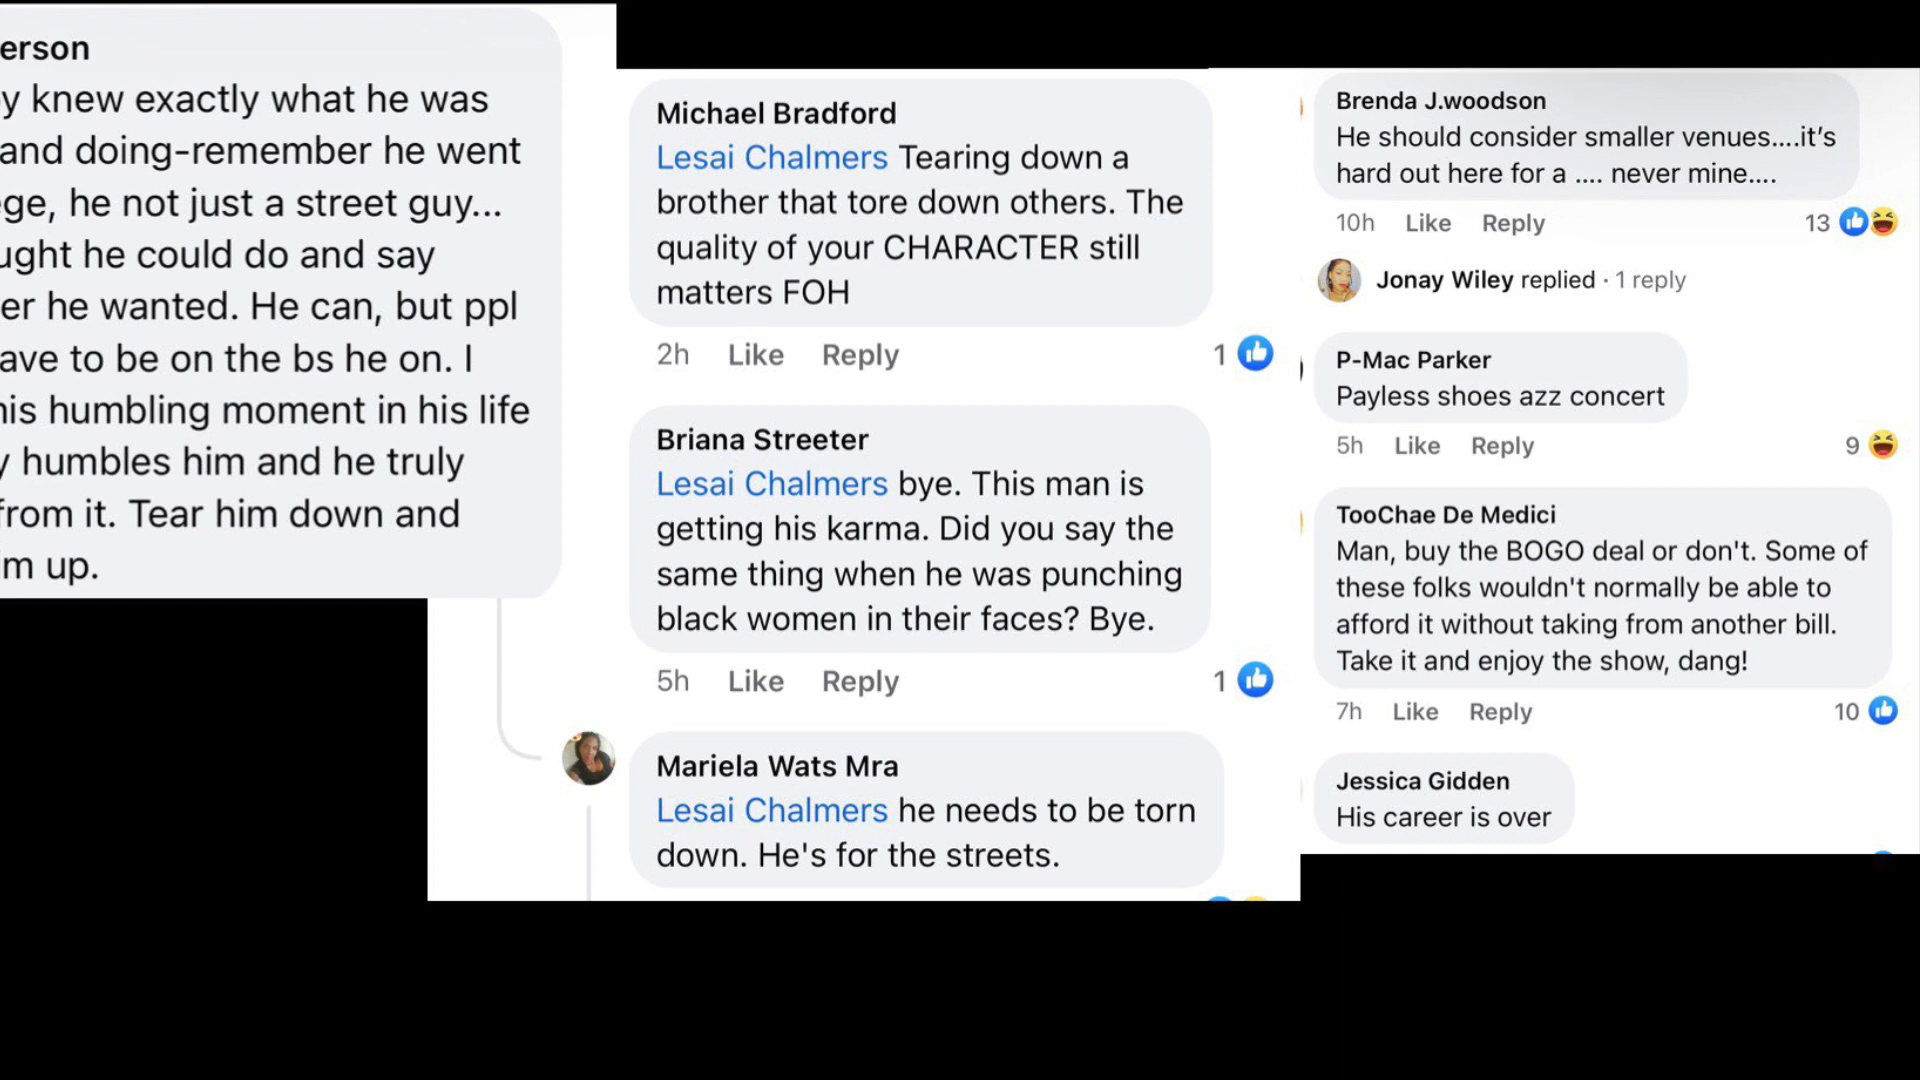 erson
y knew exactly what he was
and doing-remember he went
ge, he not just a street guy...
ught he could do and say
er he wanted. He can, but ppl
ave to be on the bs he on. I
his humbling moment in his life
y humbles him and he truly
from it. Tear him down and
m up.
Michael Bradford
Lesai Chalmers Tearing down a
brother that tore down others. The
quality of your CHARACTER still
matters FOH
2h Like Reply 1
Briana Streeter
Lesai Chalmers bye. This man is
getting his karma. Did you say the
same thing when he was punching
black women in their faces? Bye.
5h Like Reply 1
Mariela Wats Mra
Lesai Chalmers he needs to be torn
down. He's for the streets.
Brenda J.woodson
He should consider smaller venues....it's
hard out here for a .... never mine....
10h Like Reply 13
Jonay Wiley replied · 1 reply
P-Mac Parker
Payless shoes azz concert
5h Like Reply 9
TooChae De Medici
Man, buy the BOGO deal or don't. Some of
these folks wouldn't normally be able to
afford it without taking from another bill.
Take it and enjoy the show, dang!
7h Like Reply 10
Jessica Gidden
His career is over